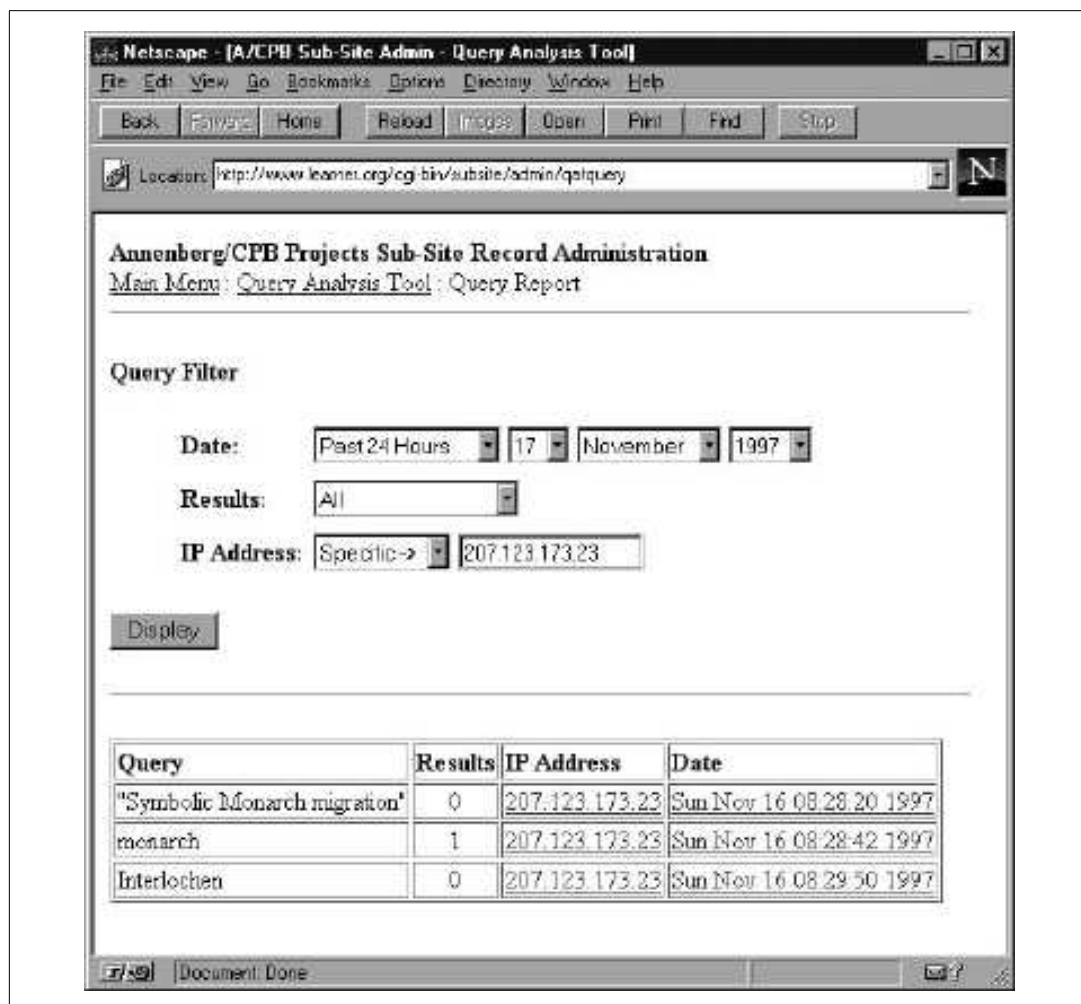 Netscape - [A/CPB Sub-Site Admin - Query Analysis Tool]
File Edit View Go Bookmarks Options Directory Window Help
Back Forward Home Reload Images Open Print Find Stop
Location: http://www.learner.org/cgi-bin/subsite/admin/qatquery
N
Annenberg/CPB Projects Sub-Site Record Administration
Main Menu : Query Analysis Tool : Query Report
Query Filter
Date: Past 24 Hours 17 November 1997
Results: All
IP Address: Specific-> 207.123.173.23
Display
Query Results IP Address Date
"Symbolic Monarch migration" 0 207.123.173.23 Sun Nov 16 08:28:20 1997
monarch 1 207.123.173.23 Sun Nov 16 08:28:42 1997
Interlochen 0 207.123.173.23 Sun Nov 16 08:29:50 1997
Document: Done